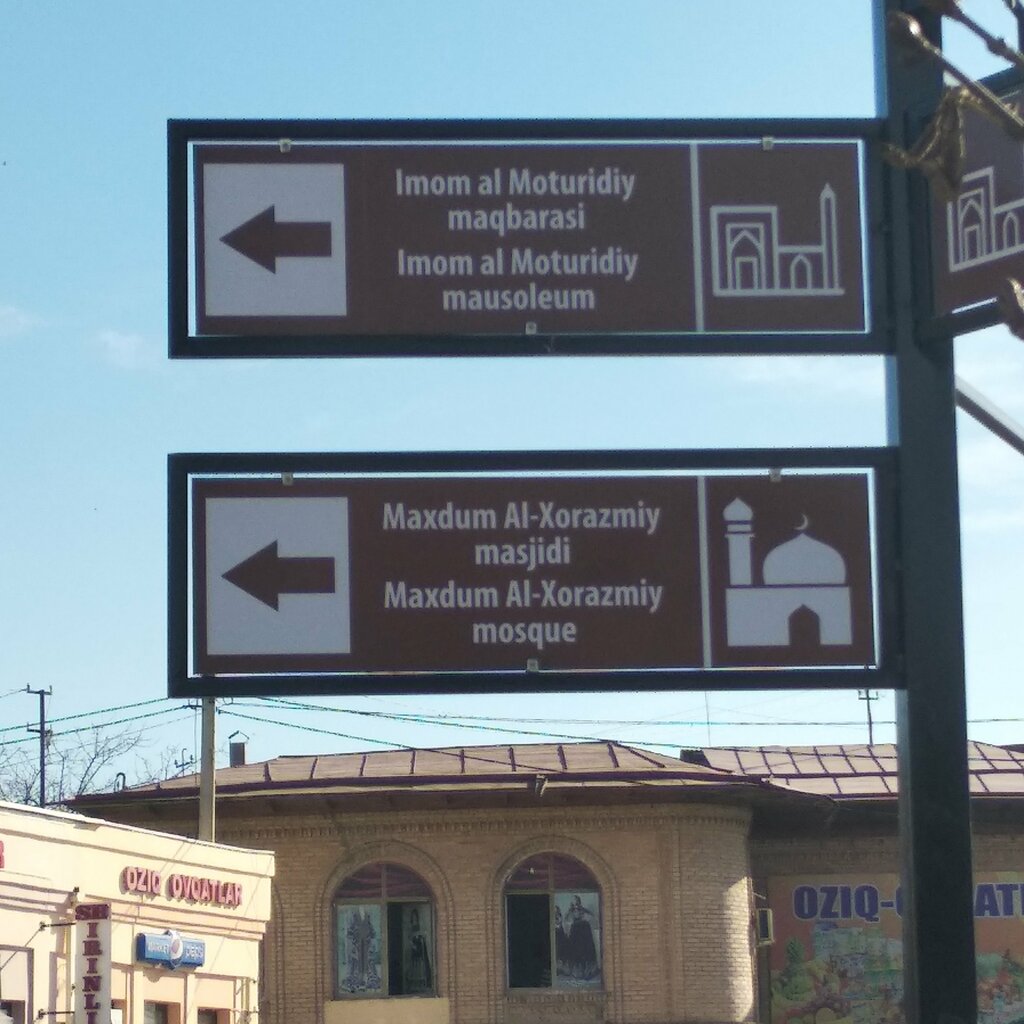 Imom al Moturidiy
maqbarasi
Imom al Moturidiy
mausoleum
Maxdum Al-Xorazmiy
masjidi
Maxdum Al-Xorazmiy
mosque
OZIQ OVQATLAR
SHIRINLI
OZIQ-